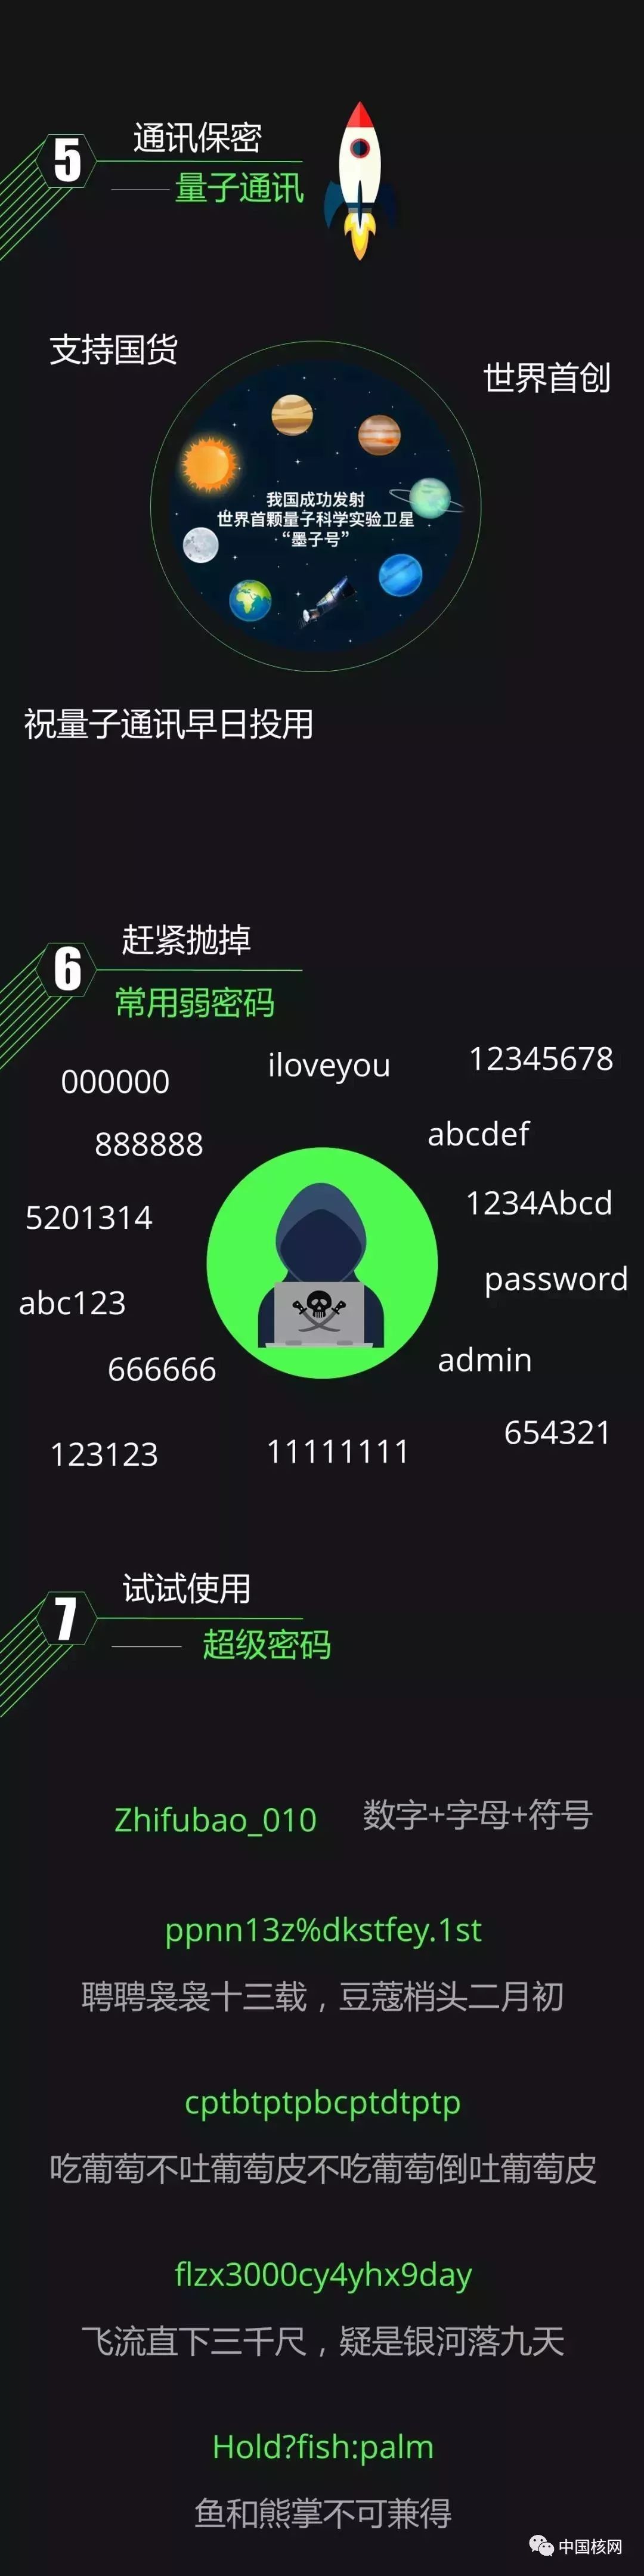 5
通讯保密
量子通讯
支持国货
世界首创
我国成功发射
世界首颗量子科学实验卫星
“墨子号”
祝量子通讯早日投用
6
赶紧抛掉
常用弱密码
000000
iloveyou
12345678
888888
abcdef
5201314
1234Abcd
abc123
password
666666
admin
123123
11111111
654321
7
试试使用
超级密码
Zhifubao_010 数字+字母+符号
ppnn13z%dkstfey.1st
聘聘袅袅十三载，豆蔻梢头二月初
cptbtptpbcptdtptp
吃葡萄不吐葡萄皮不吃葡萄倒吐葡萄皮
flzx3000cy4yhx9day
飞流直下三千尺，疑是银河落九天
Hold?fish:palm
鱼和熊掌不可兼得
中国核网